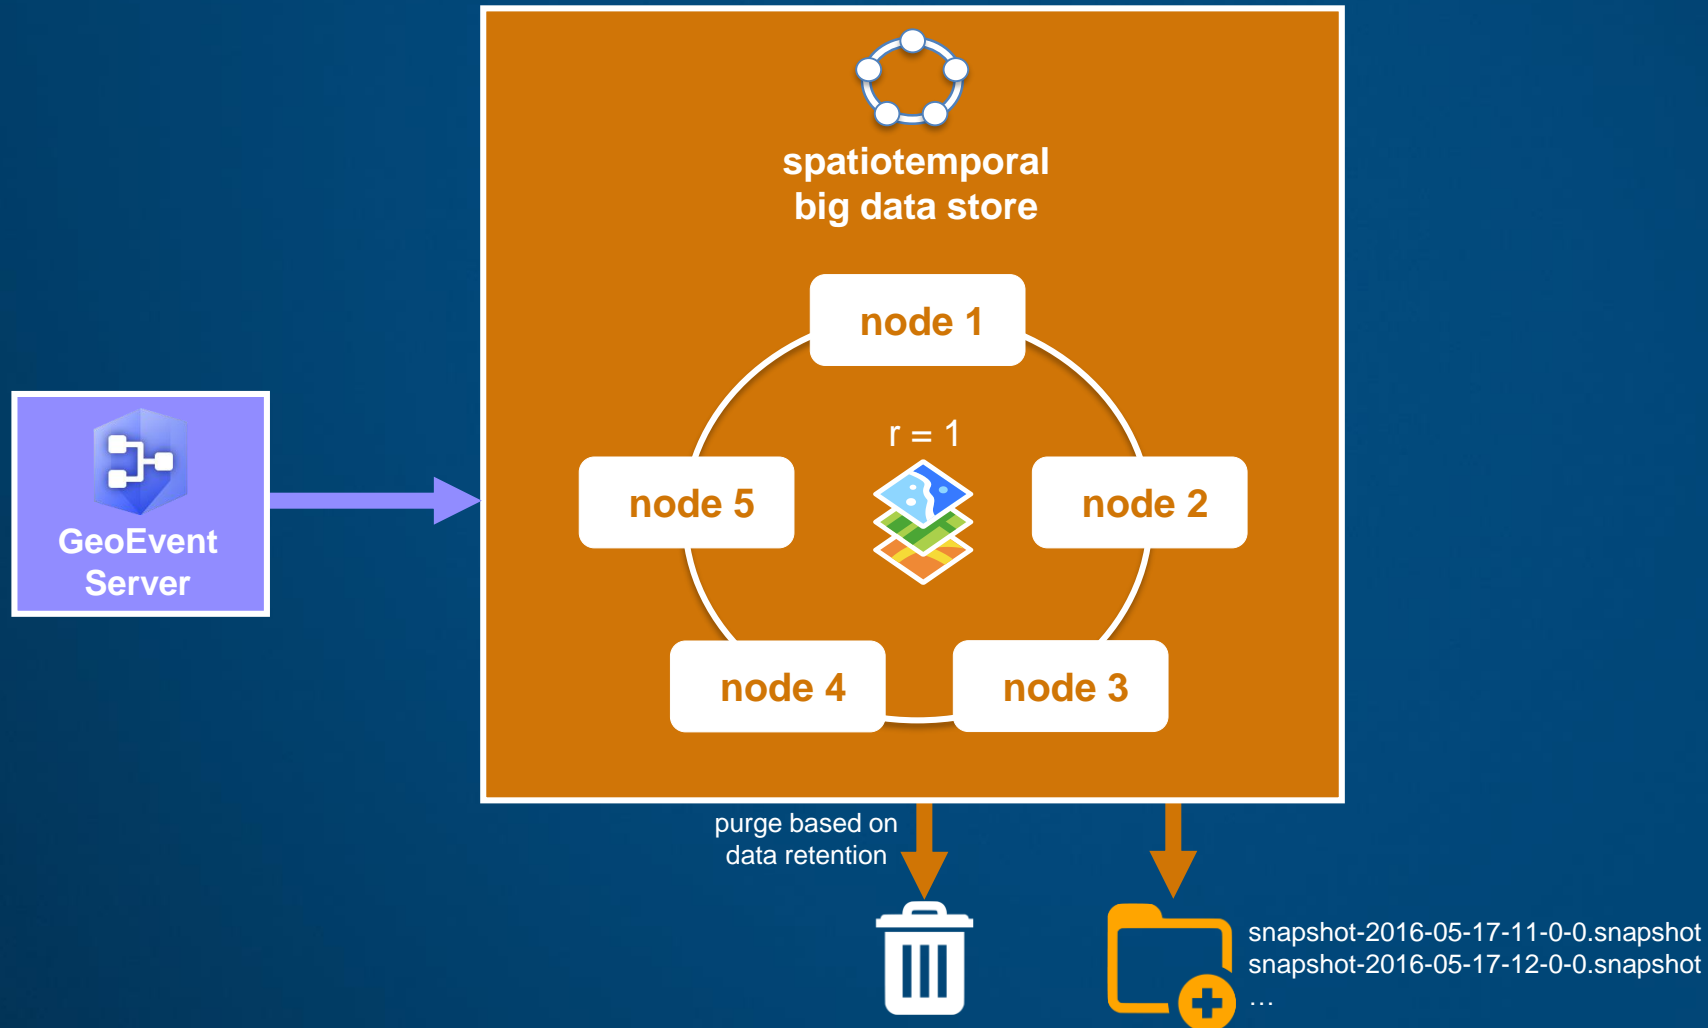 spatiotemporal
big data store
node 1
r = 1
node 5
node 2
GeoEvent
Server
node 4
node 3
purge based on
data retention
snapshot-2016-05-17-11-0-0.snapshot
snapshot-2016-05-17-12-0-0.snapshot
…